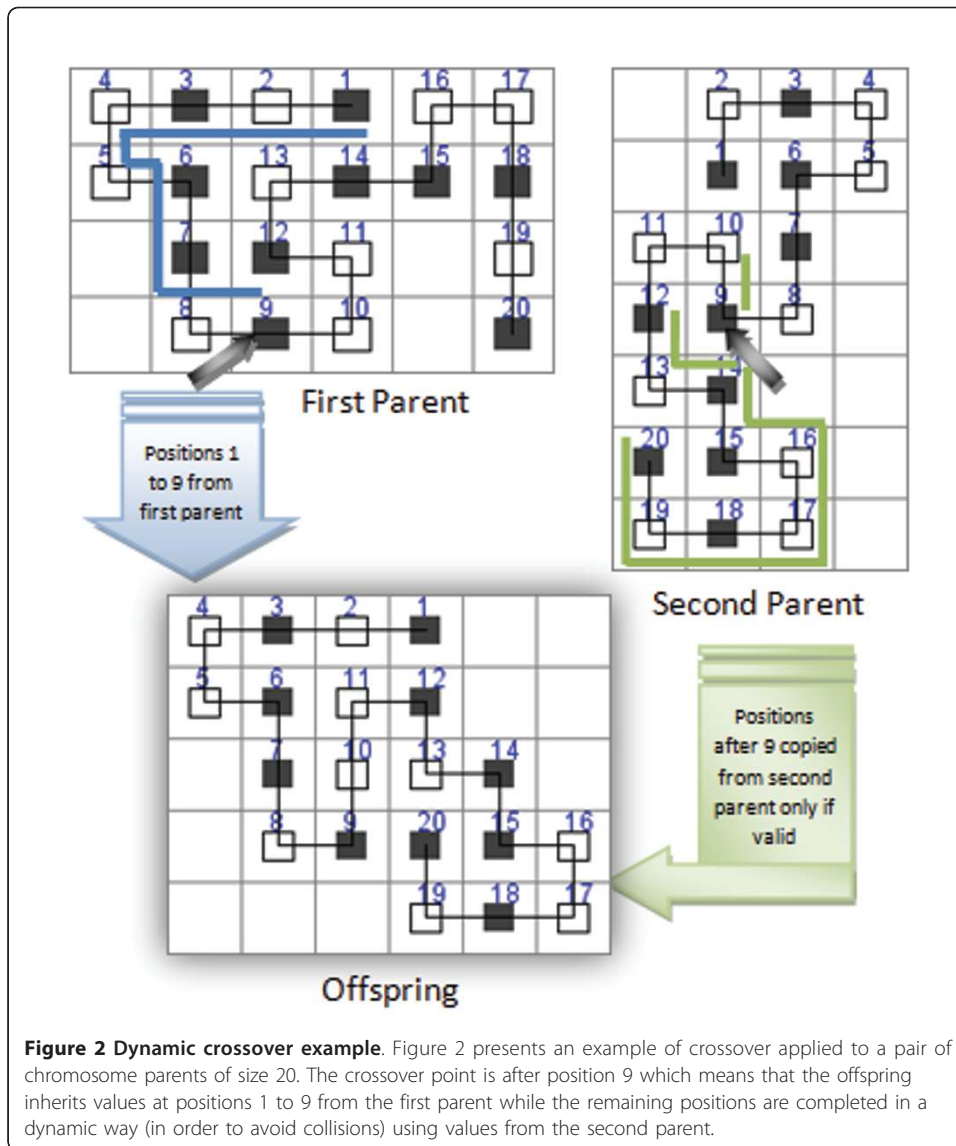 4 3 2 1 16 17
5 6 13 14 15 18
7 12 11 19
8 9 10 20
First Parent
2 3 4
1 6 5
11 10 7
12 9 8
13 14
20 15 16
19 18 17
Second Parent
Positions 1
to 9 from
first parent
4 3 2 1
5 6 11 12
7 10 13 14
8 9 20 15 16
19 18 17
Offspring
Positions
after 9 copied
from second
parent only if
valid
Figure 2 Dynamic crossover example. Figure 2 presents an example of crossover applied to a pair of
chromosome parents of size 20. The crossover point is after position 9 which means that the offspring
inherits values at positions 1 to 9 from the first parent while the remaining positions are completed in a
dynamic way (in order to avoid collisions) using values from the second parent.